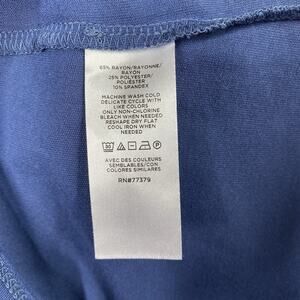 65% RAYON/RAYONNE/
RAYON
25% POLYESTER/
POLIÉSTER
10% SPANDEX
MACHINE WASH COLD
DELICATE CYCLE WITH
LIKE COLORS
ONLY NON-CHLORINE
BLEACH WHEN NEEDED
RESHAPE DRY FLAT
COOL IRON WHEN
NEEDED
AVEC DES COULEURS
SEMBLABLES/CON
COLORES SIMILARES
RN#77379